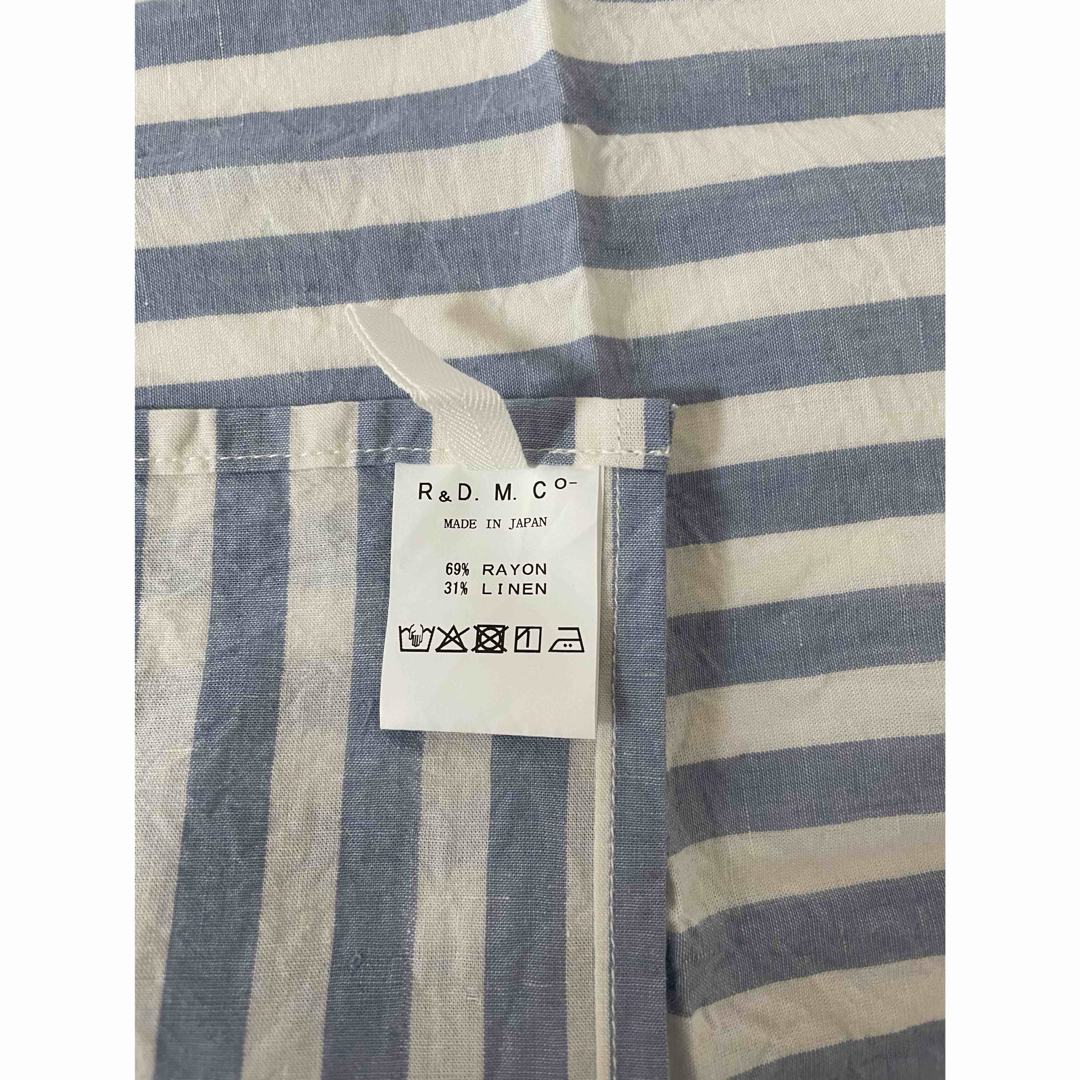 R & D. M. Co-
MADE IN JAPAN
69% RAYON
31% LINEN